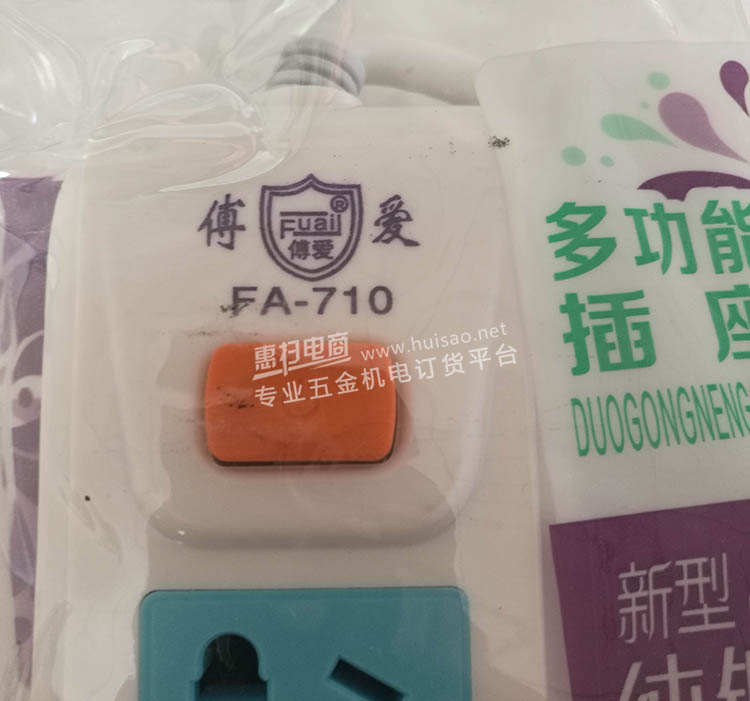 傅 爱
Fuail®
傅爱
FA-710
惠扫电商 www.huisao.net
专业五金机电订货平台
多功能
插座
DUOGONGNENG
新型